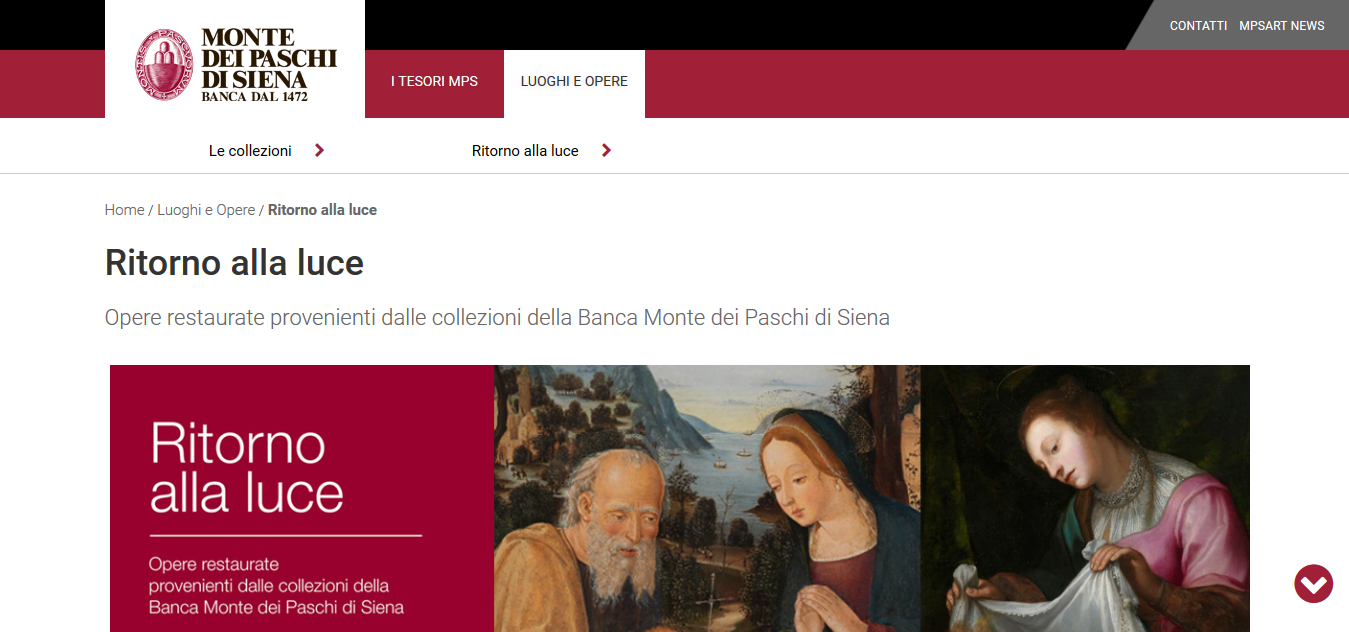 CONTATTI MPSART NEWS
MONTIS PASCUORUM
MONTE
DEI PASCHI
DI SIENA
BANCA DAL 1472
I TESORI MPS LUOGHI E OPERE
Le collezioni Ritorno alla luce
Home / Luoghi e Opere / Ritorno alla luce
Ritorno alla luce
Opere restaurate provenienti dalle collezioni della Banca Monte dei Paschi di Siena
Ritorno
alla luce
Opere restaurate
provenienti dalle collezioni della
Banca Monte dei Paschi di Siena